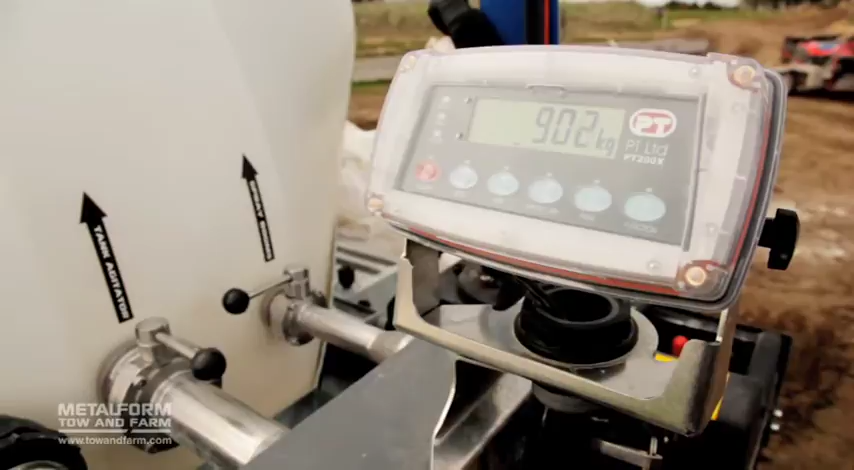 902kg
PT
PT Ltd
PT200X
TANK AGITATOR
METALFORM
TOW AND FARM
www.towandfarm.com